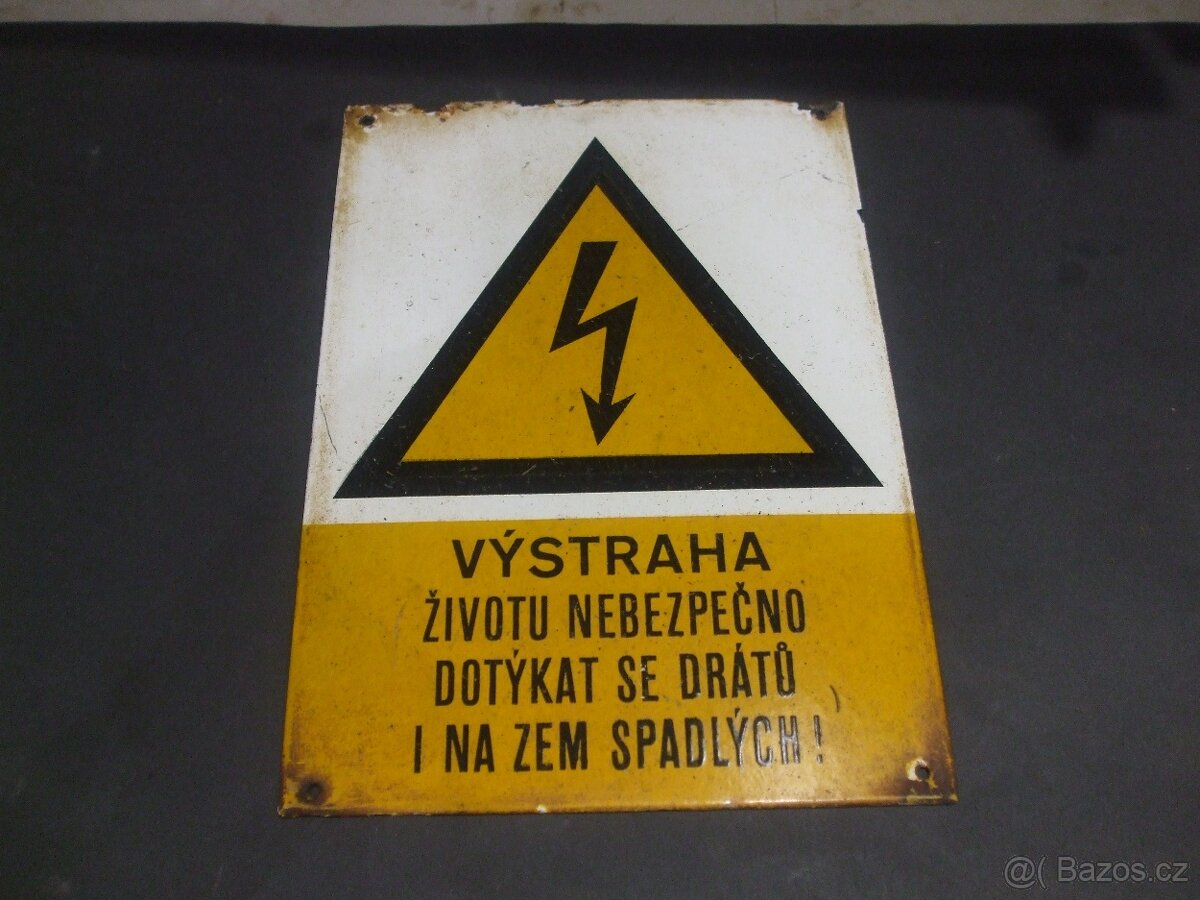 VÝSTRAHA
ŽIVOTU NEBEZPEČNO
DOTÝKAT SE DRÁTŮ
I NA ZEM SPADLÝCH!
@( Bazos.cz